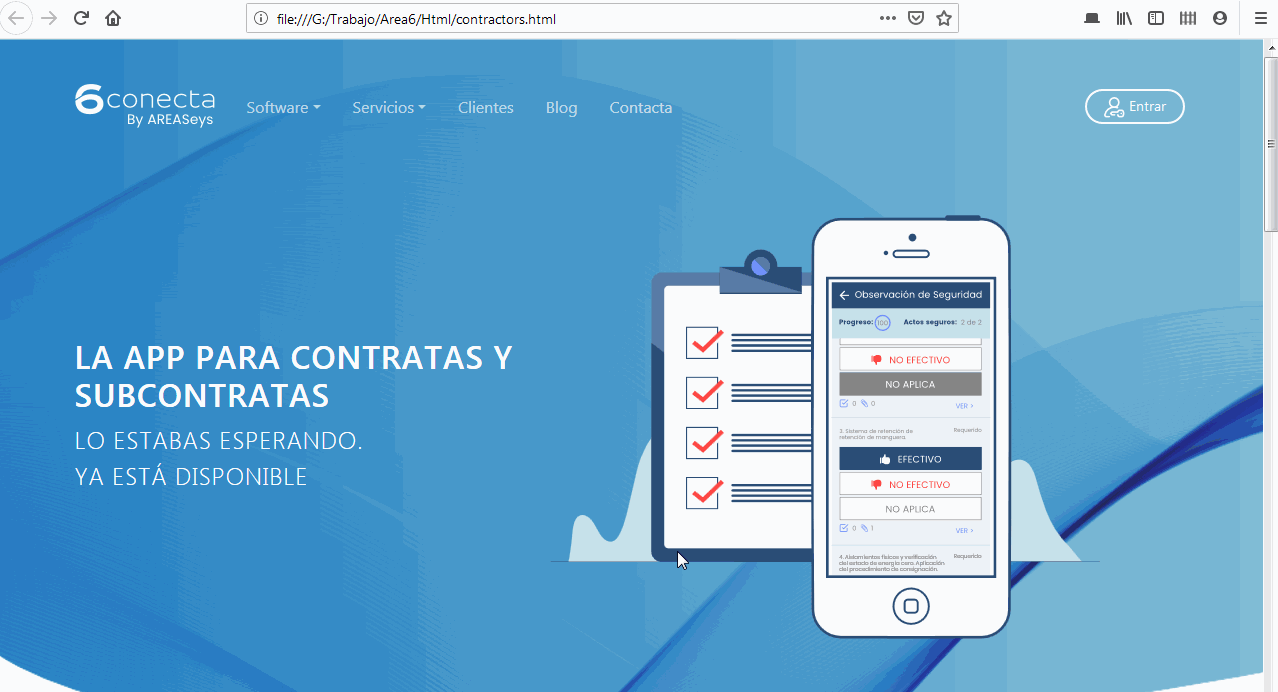 file:///G:/Trabajo/Area6/Html/contractors.html
6conecta
By AREASeys
Software
Servicios
Clientes
Blog
Contacta
Entrar
LA APP PARA CONTRATAS Y
SUBCONTRATAS
LO ESTABAS ESPERANDO.
YA ESTÁ DISPONIBLE
Observación de Seguridad
Progreso: 100 Actos seguros: 2 de 2
NO EFECTIVO
NO APLICA
0 0 VER >
3. Sistema de retención de Requerido
retención de manguera.
EFECTIVO
NO EFECTIVO
NO APLICA
0 1 VER >
4. Aislamientos físicos y verificación Requerido
del estado de energía cero. Aplicación
del procedimiento de consignación.